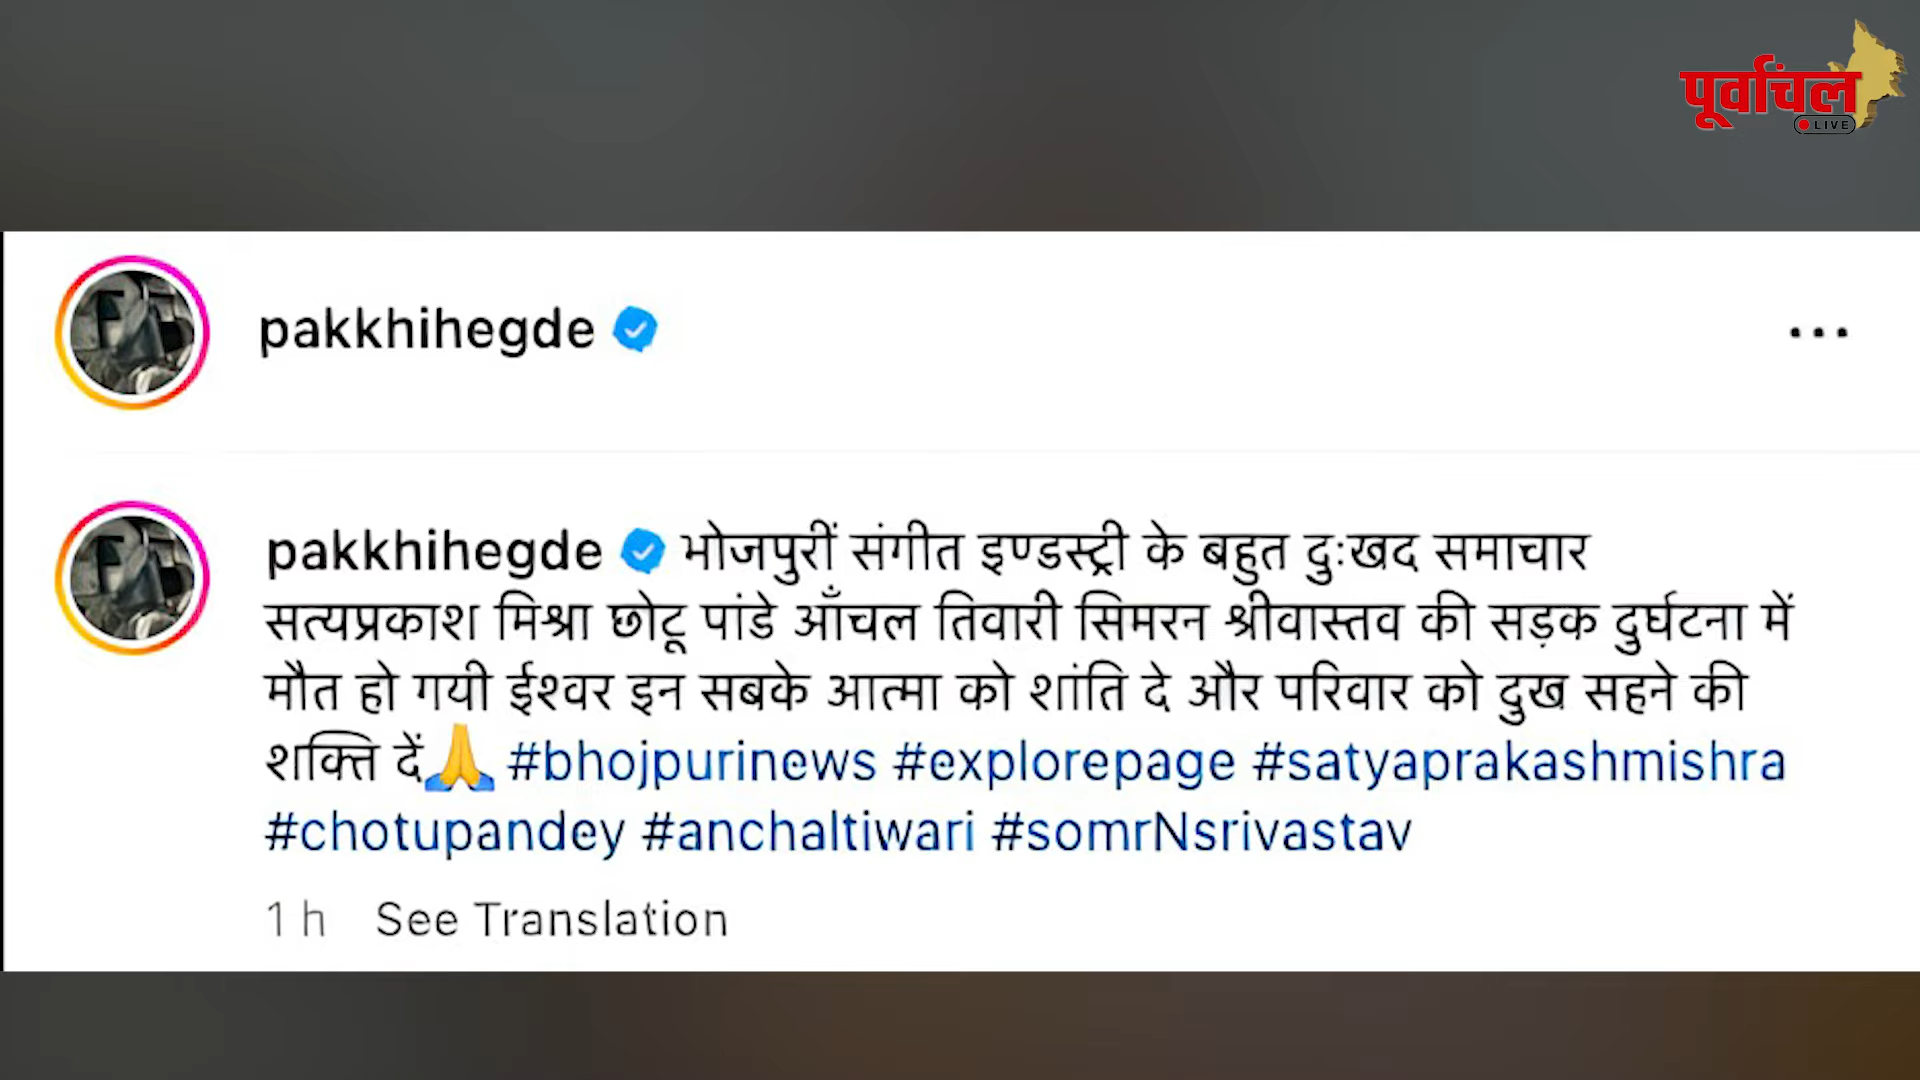 पूर्वांचल
LIVE
pakkhihegde
pakkhihegde भोजपुरीं संगीत इण्डस्ट्री के बहुत दुःखद समाचार
सत्यप्रकाश मिश्रा छोटू पांडे आँचल तिवारी सिमरन श्रीवास्तव की सड़क दुर्घटना में
मौत हो गयी ईश्वर इन सबके आत्मा को शांति दे और परिवार को दुख सहने की
शक्ति दें🙏 #bhojpurinews #explorepage #satyaprakashmishra
#chotupandey #anchaltiwari #somrNsrivastav
1 h See Translation